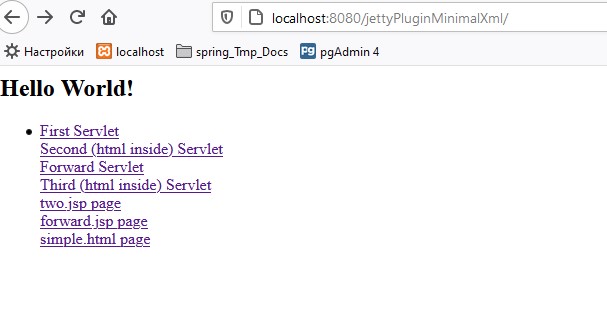 localhost:8080/jettyPluginMinimalXml/
Настройки localhost spring_Tmp_Docs pgAdmin 4
Hello World!
First Servlet
Second (html inside) Servlet
Forward Servlet
Third (html inside) Servlet
two.jsp page
forward.jsp page
simple.html page